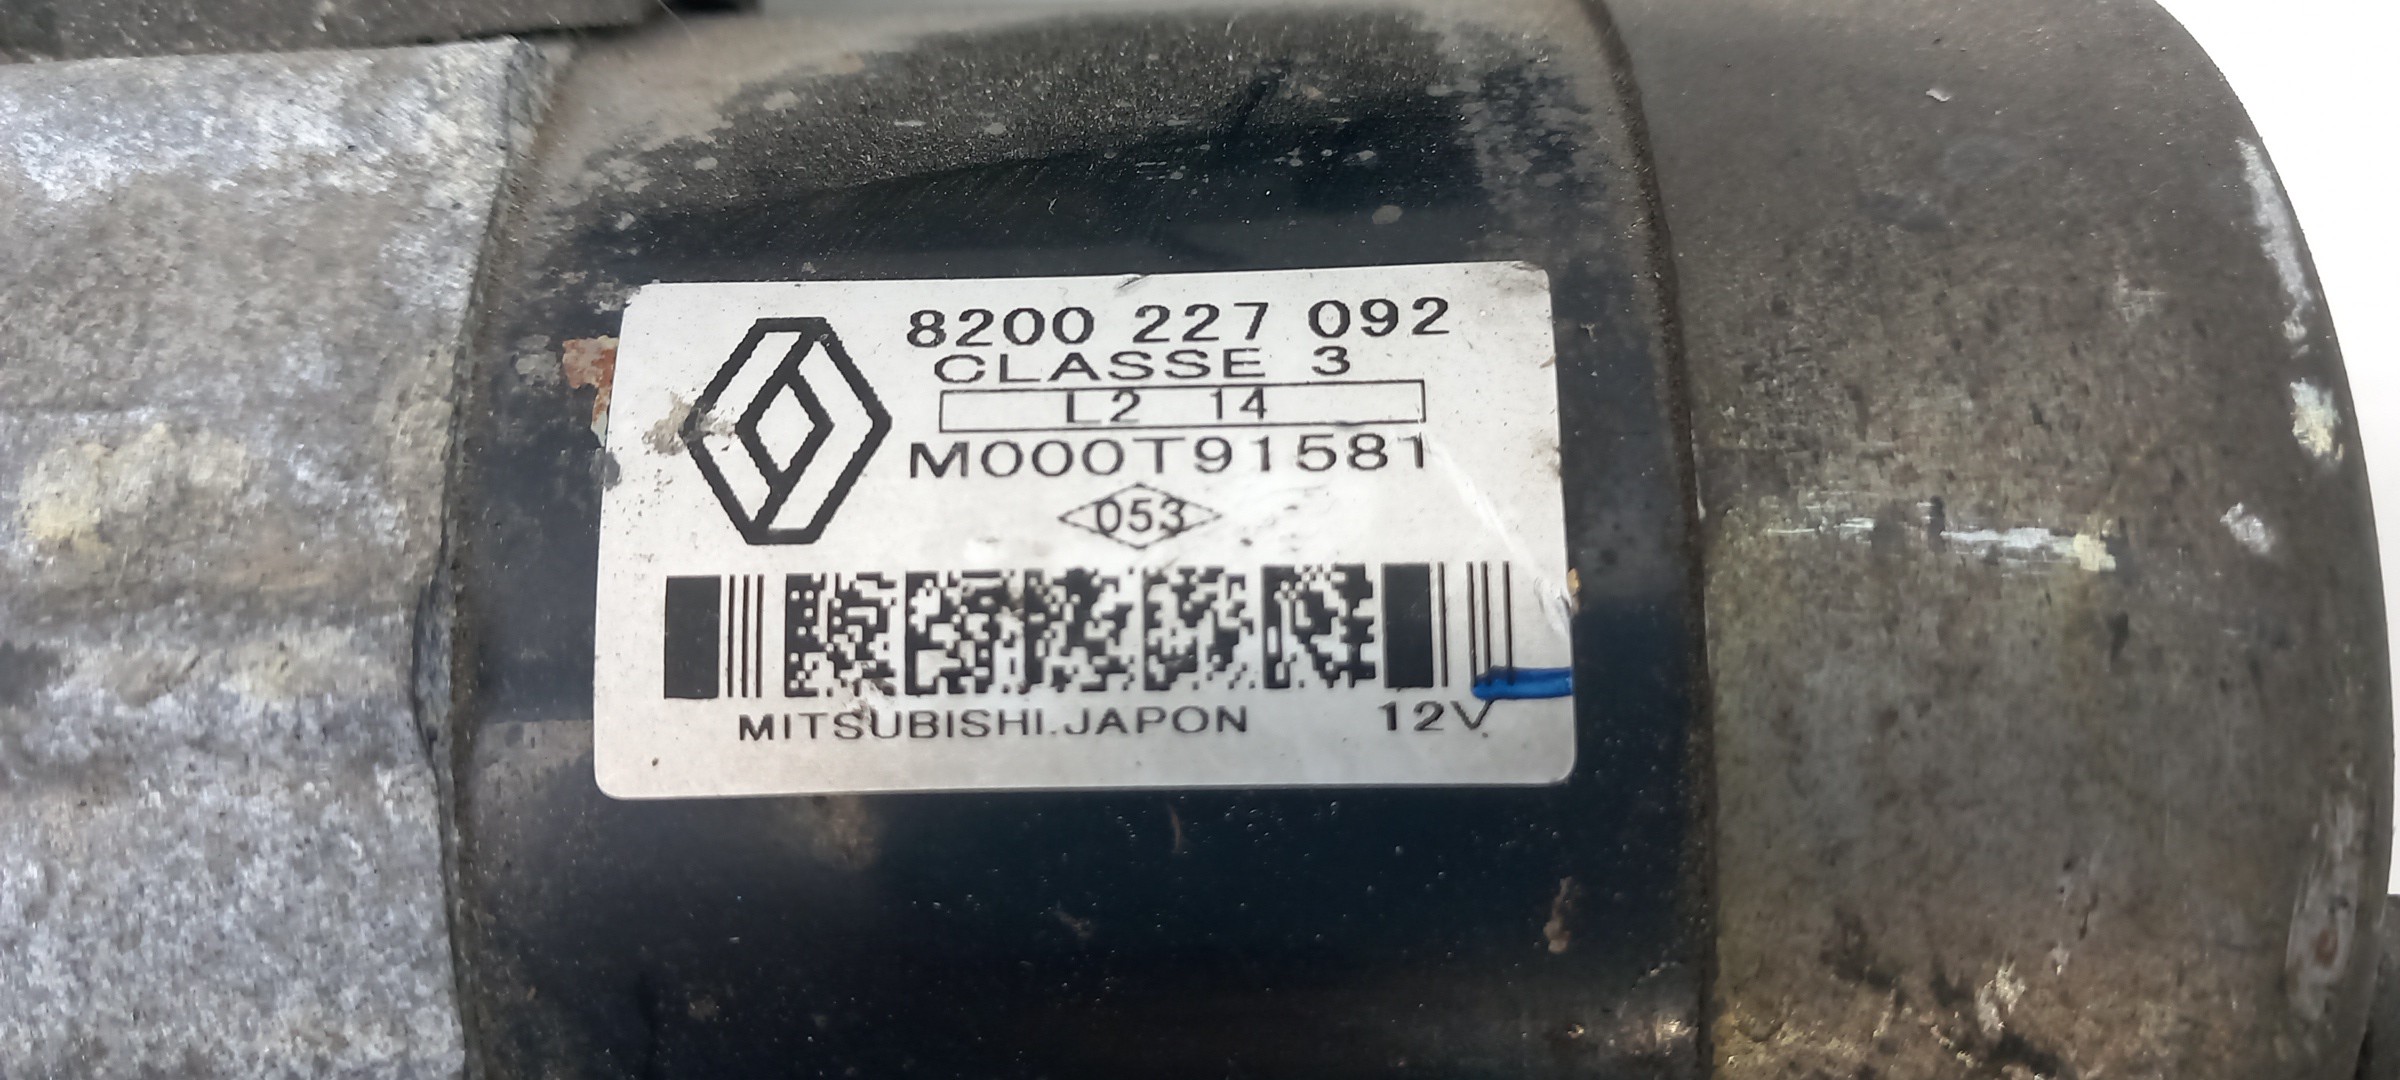 8200 227 092
CLASSE 3
L2 14
M000T91581
053
MITSUBISHI.JAPON 12V